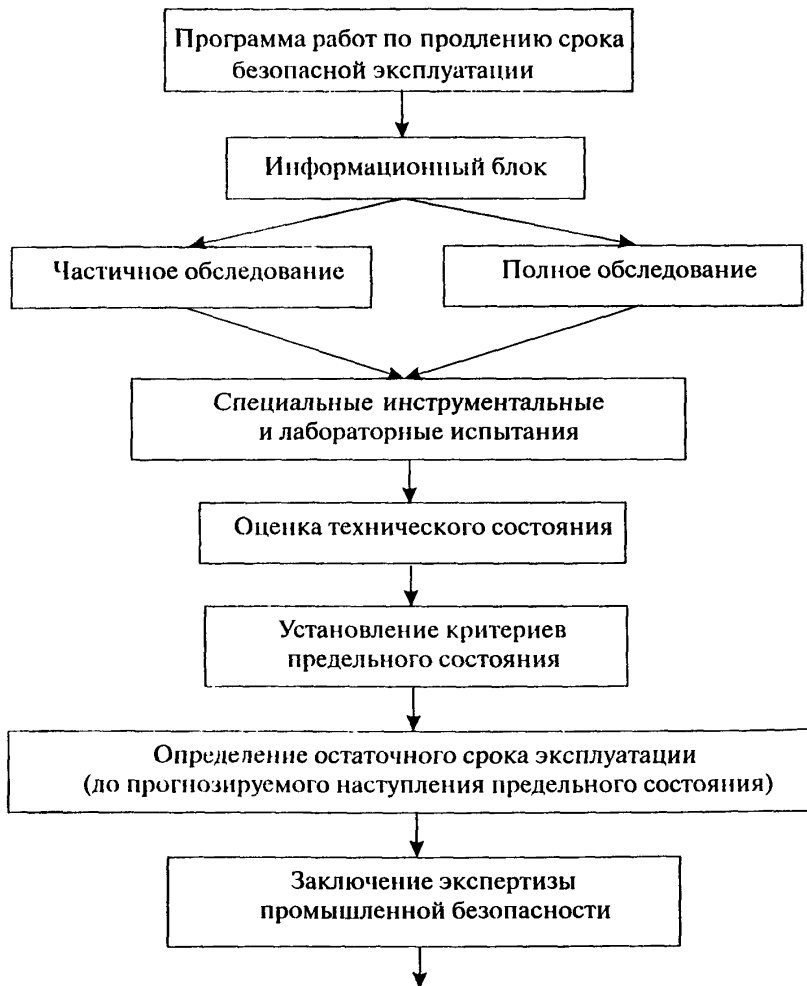 Программа работ по продлению срока
безопасной эксплуатации
Информационный блок
Частичное обследование
Полное обследование
Специальные инструментальные
и лабораторные испытания
Оценка технического состояния
Установление критериев
предельного состояния
Определение остаточного срока эксплуатации
(до прогнозируемого наступления предельного состояния)
Заключение экспертизы
промышленной безопасности